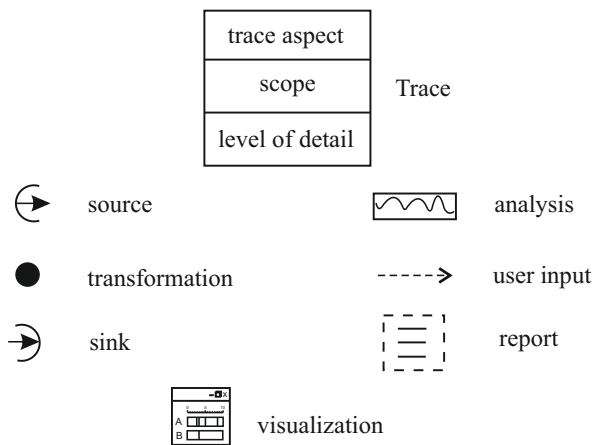 trace aspect
scope
Trace
level of detail
source
analysis
transformation
user input
sink
report
A
B
visualization